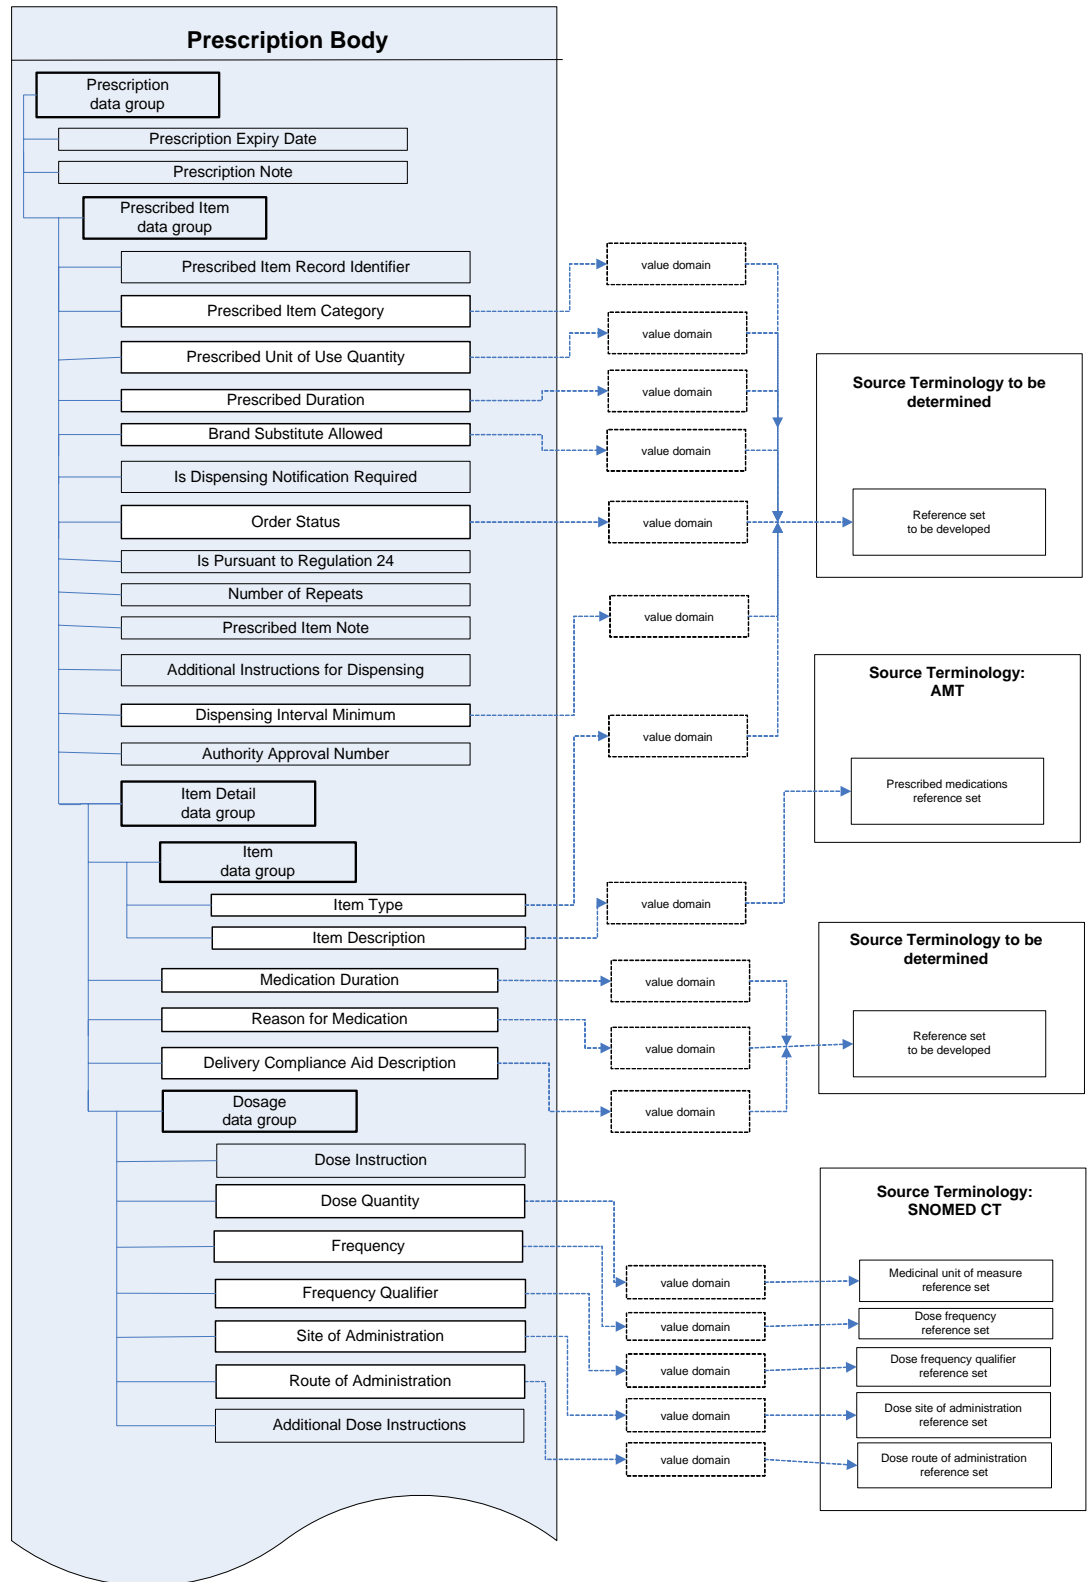 Prescription Body
Prescription
data group
Prescription Expiry Date
Prescription Note
Prescribed Item
data group
Prescribed Item Record Identifier
value domain
Prescribed Item Category
value domain
Prescribed Unit of Use Quantity
value domain
Prescribed Duration
Brand Substitute Allowed
value domain
Is Dispensing Notification Required
Order Status
value domain
Is Pursuant to Regulation 24
Number of Repeats
value domain
Prescribed Item Note
Additional Instructions for Dispensing
Dispensing Interval Minimum
value domain
Authority Approval Number
Item Detail
data group
Item
data group
Item Type
value domain
Item Description
Medication Duration
value domain
Reason for Medication
value domain
Delivery Compliance Aid Description
Dosage
data group
value domain
Dose Instruction
Dose Quantity
Frequency
Frequency Qualifier
Site of Administration
Route of Administration
Additional Dose Instructions
value domain
value domain
value domain
value domain
value domain
Source Terminology to be
determined
Reference set
to be developed
Source Terminology:
AMT
Prescribed medications
reference set
Source Terminology to be
determined
Reference set
to be developed
Source Terminology:
SNOMED CT
Medicinal unit of measure
reference set
Dose frequency
reference set
Dose frequency qualifier
reference set
Dose site of administration
reference set
Dose route of administration
reference set